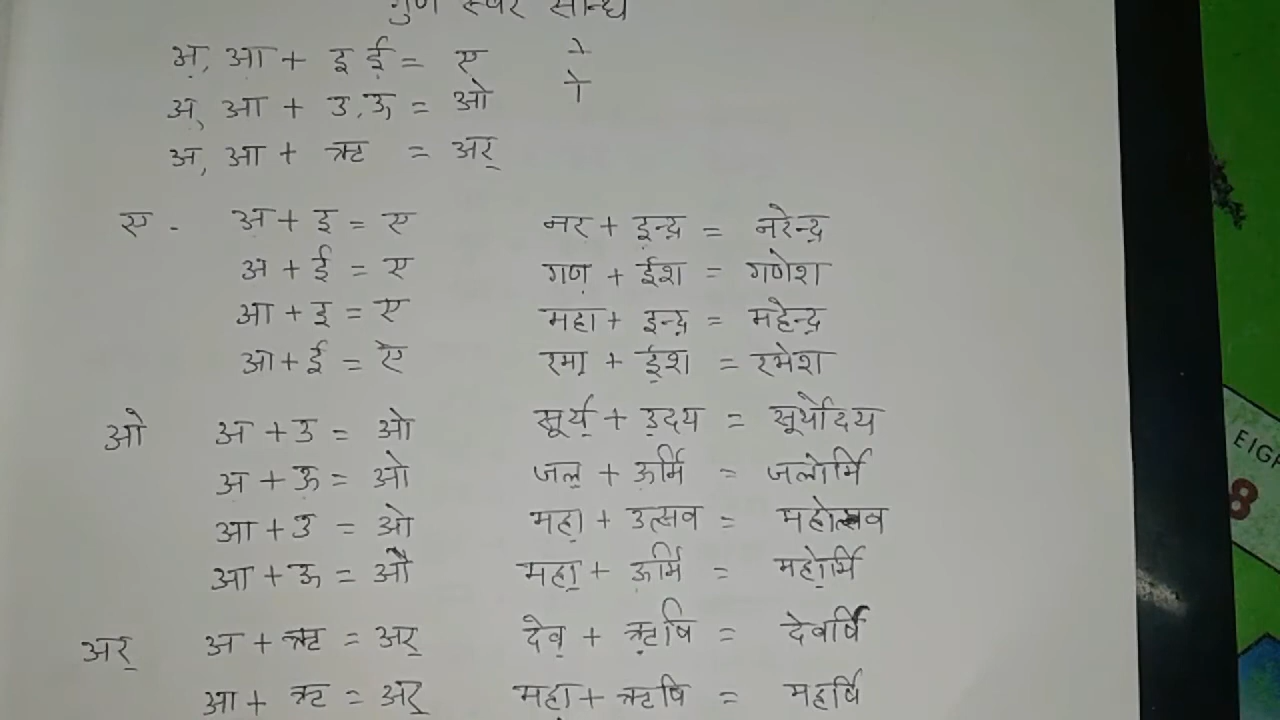 गुण स्वर सन्धि
अ, आ + इ ई = ए े
अ, आ + उ, ऊ = ओ ो
अ, आ + ऋ = अर्
ए - अ + इ = ए नर + इन्द्र = नरेन्द्र
अ + ई = ए गण + ईश = गणेश
आ + इ = ए महा + इन्द्र = महेन्द्र
आ + ई = ऐ रमा + ईश = रमेश
ओ अ + उ = ओ सूर्य + उदय = सूर्योदय
अ + ऊ = ओ जल + ऊर्मि = जलोर्मि
आ + उ = ओ महा + उत्सव = महोत्सव
आ + ऊ = औ महा + ऊर्मि = महोर्मि
अर् अ + ऋ = अर् देव + ऋषि = देवर्षि
आ + ऋ = अर् महा + ऋषि = महर्षि
8